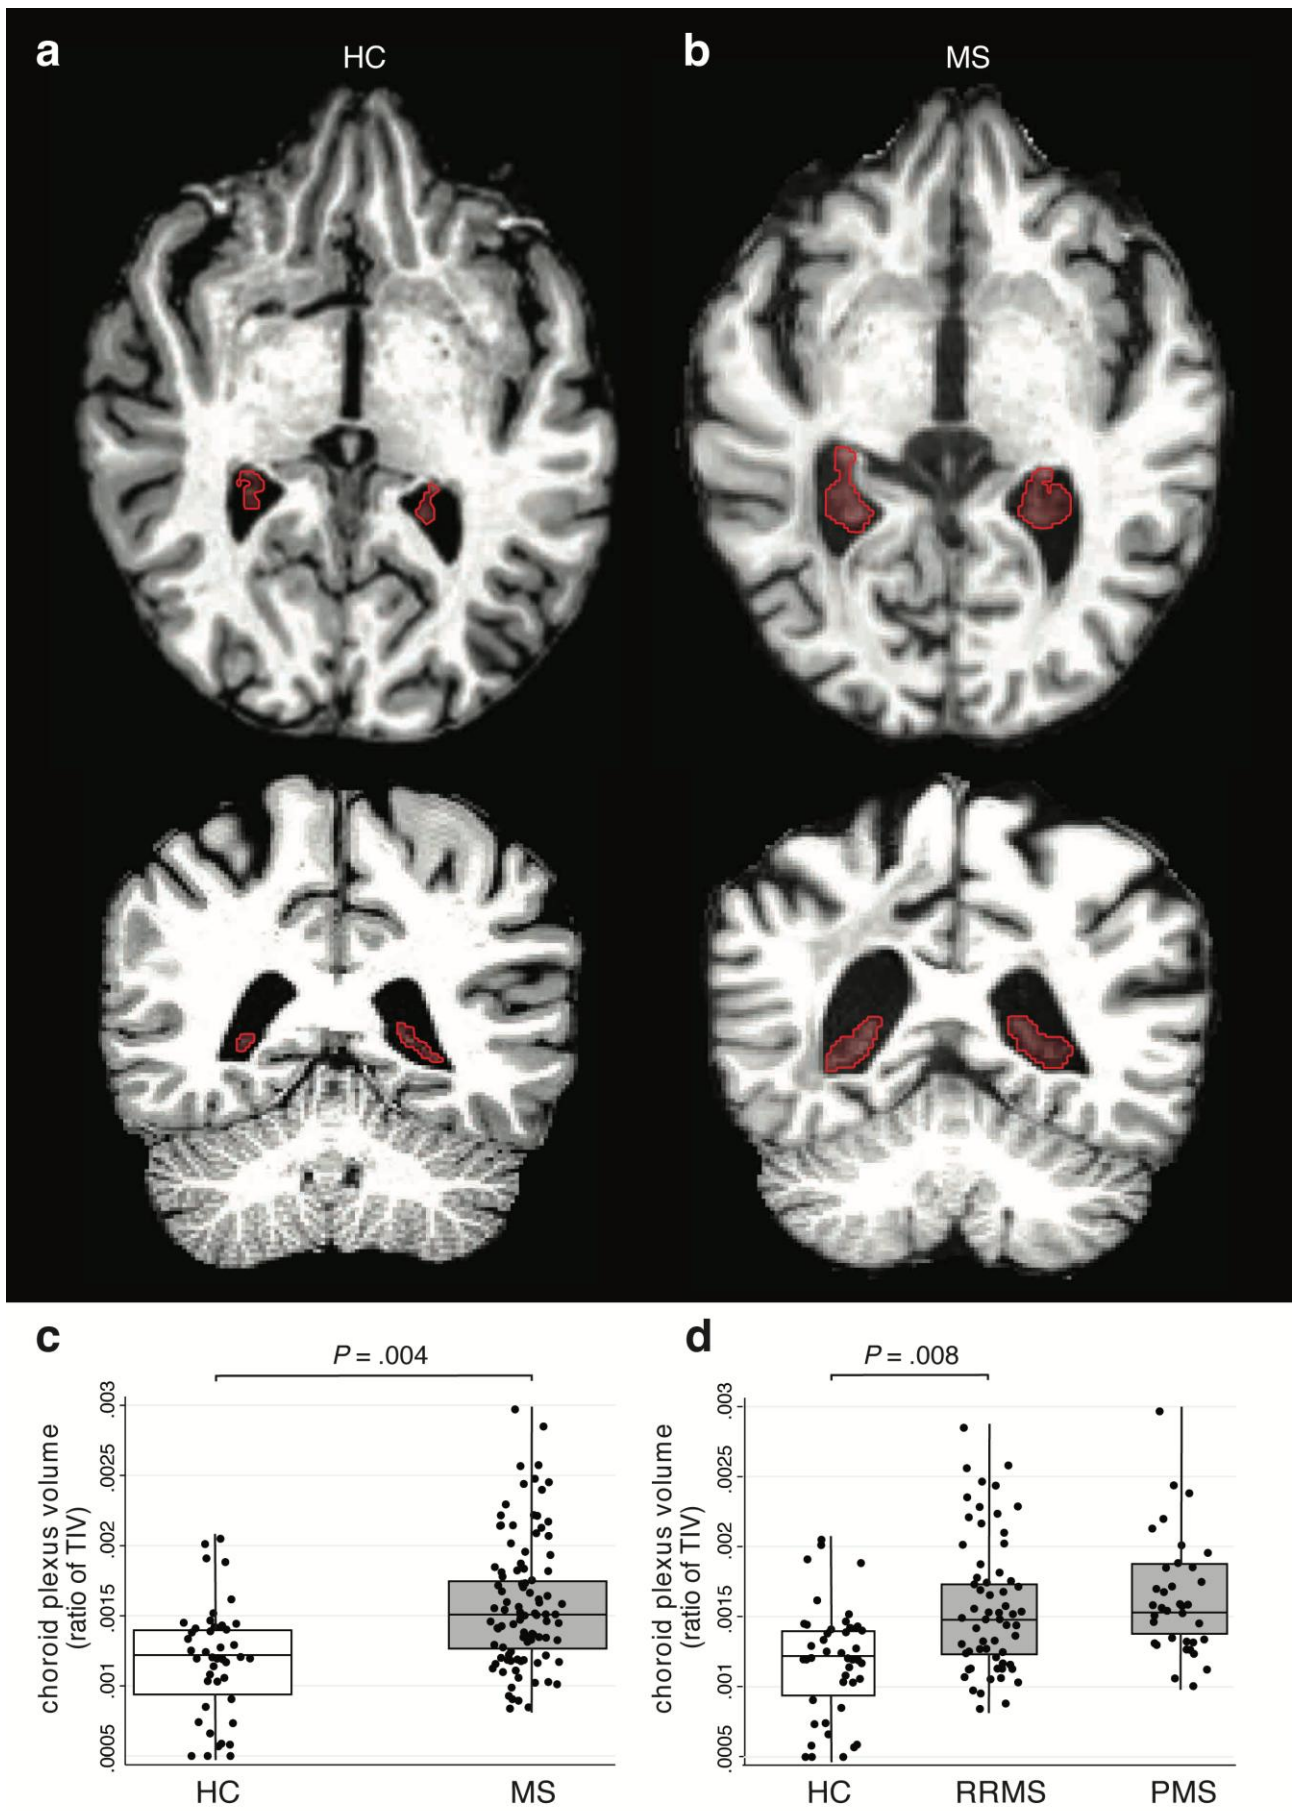 a
HC
b
MS
c
P = .004
choroid plexus volume
(ratio of TIV)
.003
.0025
.002
.0015
.001
.0005
HC
MS
d
P = .008
choroid plexus volume
(ratio of TIV)
.003
.0025
.002
.0015
.001
.0005
HC
RRMS
PMS